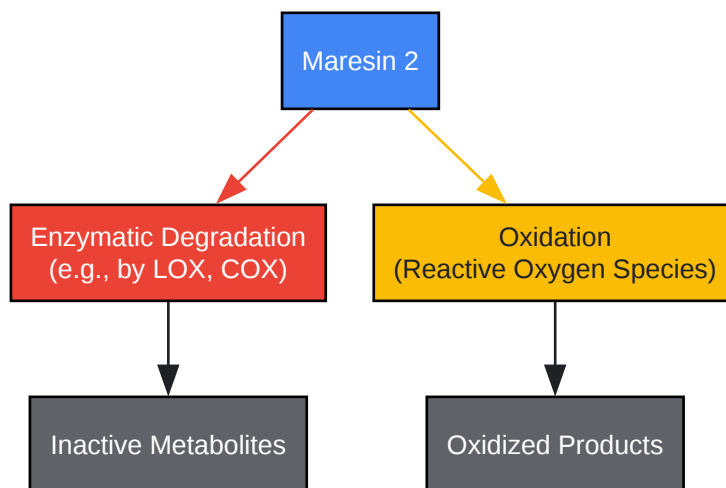 Maresin 2
Enzymatic Degradation
(e.g., by LOX, COX)
Oxidation
(Reactive Oxygen Species)
Inactive Metabolites
Oxidized Products